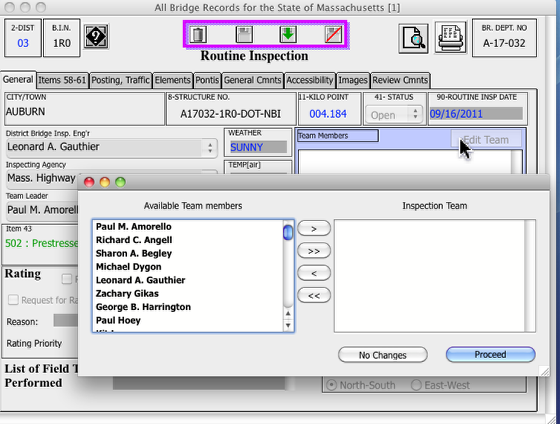 All Bridge Records for the State of Massachusetts [1]
2-DIST
03
B.I.N.
1R0
BR. DEPT. NO
A-17-032
Routine Inspection
General Items 58-61 Posting, Traffic Elements Pontis General Cmnts Accessibility Images Review Cmnts
CITY/TOWN
AUBURN
8-STRUCTURE NO.
A17032-1R0-DOT-NBI
11-KILO POINT
004.184
41- STATUS
Open
90-ROUTINE INSP DATE
09/16/2011
District Bridge Insp. Eng'r
Leonard A. Gauthier
WEATHER
SUNNY
Team Members
Edit Team
Inspecting Agency
Mass. Highway
TEMP[air]
Team Leader
Paul M. Amorello
Item 43
502 : Prestresse
Rating
Request for Ra
Reason:
Rating Priority
List of Field T
Performed
Available Team members
Paul M. Amorello
Richard C. Angell
Sharon A. Begley
Michael Dygon
Leonard A. Gauthier
Zachary Gikas
George B. Harrington
Paul Hoey
>
>>
<
<<
Inspection Team
No Changes
Proceed
North-South
East-West